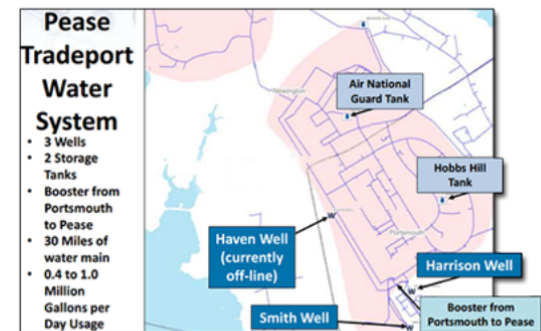 Pease
Tradeport
Water
System
• 3 Wells
• 2 Storage
Tanks
• Booster from
Portsmouth
to Pease
• 30 Miles of
water main
• 0.4 to 1.0
Million
Gallons per
Day Usage
Newington
Air National
Guard Tank
Hobbs Hill
Tank
Portsmouth
W
Haven Well
(currently
off-line)
Harrison Well
W
Booster from
Portsmouth to Pease
Smith Well
W